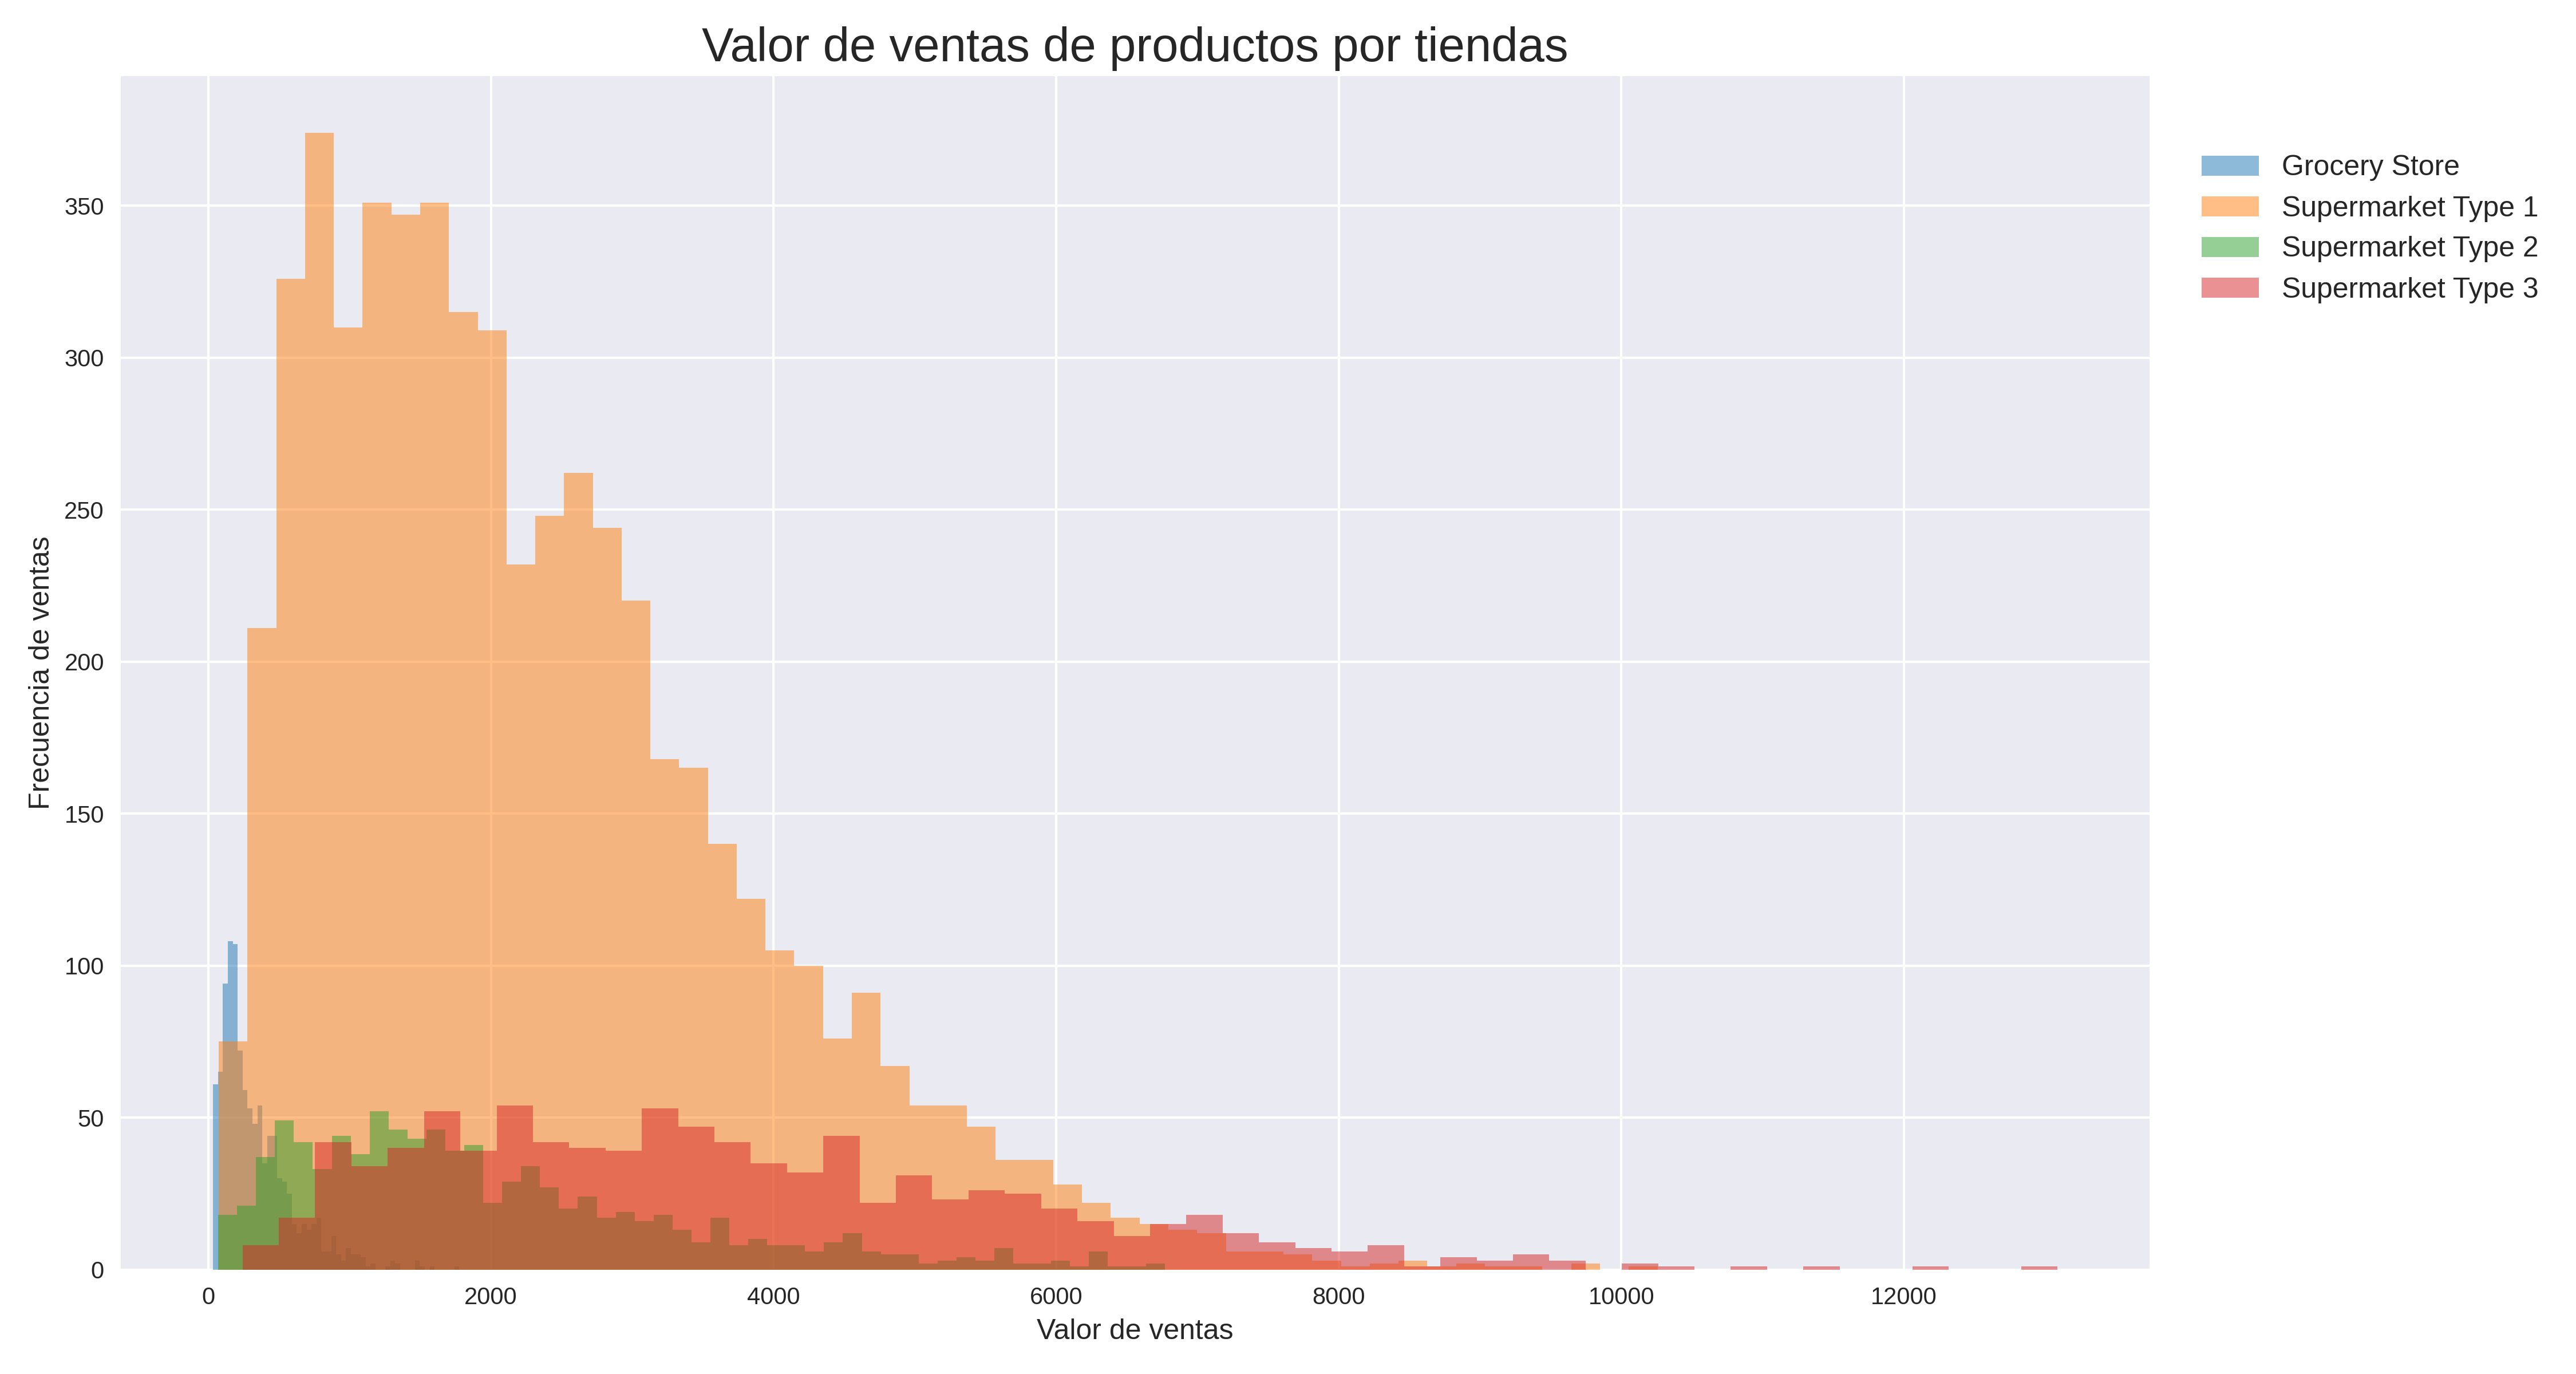 Valor de ventas de productos por tiendas
Grocery Store
Supermarket Type 1
Supermarket Type 2
Supermarket Type 3
Frecuencia de ventas
350
300
250
200
150
100
50
0
0 2000 4000 6000 8000 10000 12000
Valor de ventas